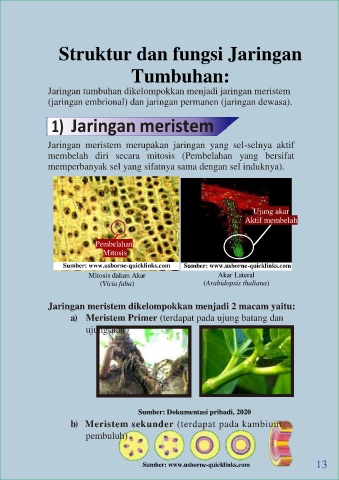 Struktur dan fungsi Jaringan
Tumbuhan:
Jaringan tumbuhan dikelompokkan menjadi jaringan meristem
(jaringan embrional) dan jaringan permanen (jaringan dewasa).
1) Jaringan meristem
Jaringan meristem merupakan jaringan yang sel-selnya aktif
membelah diri secara mitosis (Pembelahan yang bersifat
memperbanyak sel yang sifatnya sama dengan sel induknya).
Ujung akar
Aktif membelah
Pembelahan
Mitosis
Sumber: www.usborne-quicklinks.com
Sumber: www.usborne-quicklinks.com
Mitosis dalam Akar
(Vicia faba)
Akar Lateral
(Arabidopsis thaliana)
Jaringan meristem dikelompokkan menjadi 2 macam yaitu:
a) Meristem Primer (terdapat pada ujung batang dan
ujung akar)
Sumber: Dokumentasi pribadi, 2020
b) Meristem sekunder (terdapat pada kambium
pembuluh)
Sumber: www.usborne-quicklinks.com
13